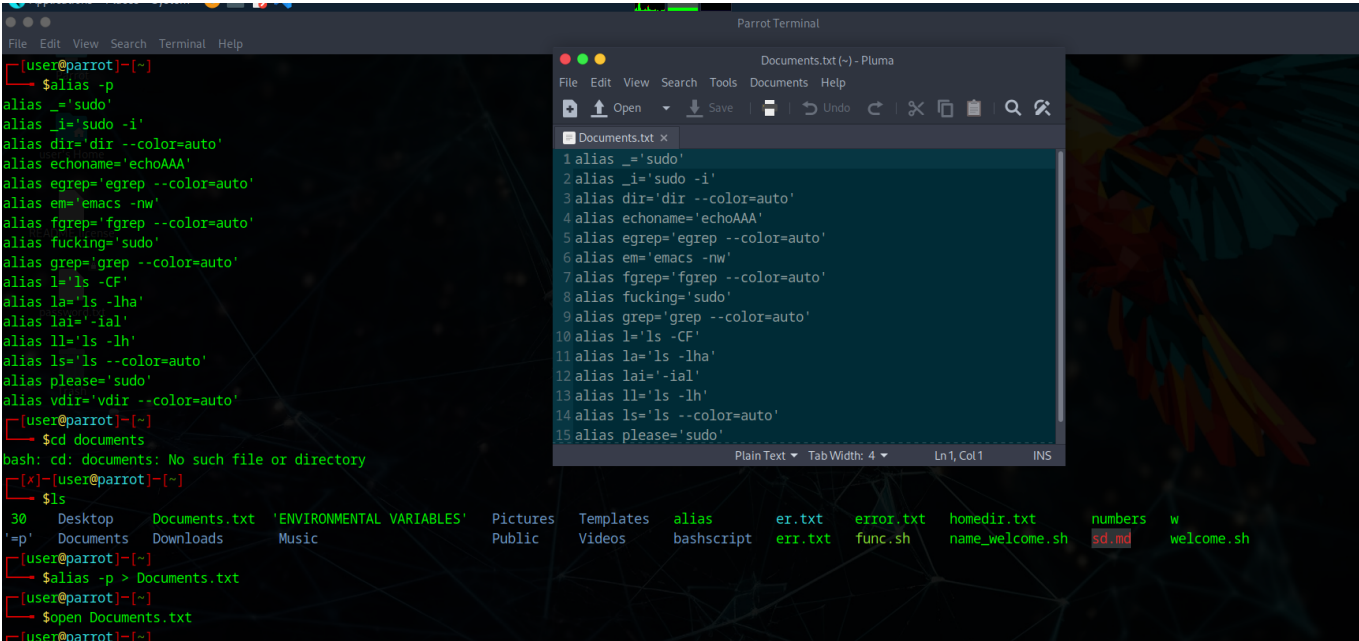 Parrot Terminal
File Edit View Search Terminal Help
[user@parrot]-[~]
$alias -p
alias _='sudo'
alias _i='sudo -i'
alias dir='dir --color=auto'
alias echoname='echoAAA'
alias egrep='egrep --color=auto'
alias em='emacs -nw'
alias fgrep='fgrep --color=auto'
alias fucking='sudo'
alias grep='grep --color=auto'
alias l='ls -CF'
alias la='ls -lha'
alias lai='-ial'
alias ll='ls -lh'
alias ls='ls --color=auto'
alias please='sudo'
alias vdir='vdir --color=auto'
[user@parrot]-[~]
$cd documents
bash: cd: documents: No such file or directory
[x]-[user@parrot]-[~]
$ls
30 Desktop Documents.txt 'ENVIRONMENTAL VARIABLES' Pictures Templates alias er.txt error.txt homedir.txt numbers w
'=p' Documents Downloads Music Public Videos bashscript err.txt func.sh name_welcome.sh sd.md welcome.sh
[user@parrot]-[~]
$alias -p > Documents.txt
[user@parrot]-[~]
$open Documents.txt
[user@parrot]-[~]
Documents.txt (~) - Pluma
File Edit View Search Tools Documents Help
Open Save Undo
Documents.txt ×
1 alias _='sudo'
2 alias _i='sudo -i'
3 alias dir='dir --color=auto'
4 alias echoname='echoAAA'
5 alias egrep='egrep --color=auto'
6 alias em='emacs -nw'
7 alias fgrep='fgrep --color=auto'
8 alias fucking='sudo'
9 alias grep='grep --color=auto'
10 alias l='ls -CF'
11 alias la='ls -lha'
12 alias lai='-ial'
13 alias ll='ls -lh'
14 alias ls='ls --color=auto'
15 alias please='sudo'
Plain Text Tab Width: 4 Ln 1, Col 1 INS